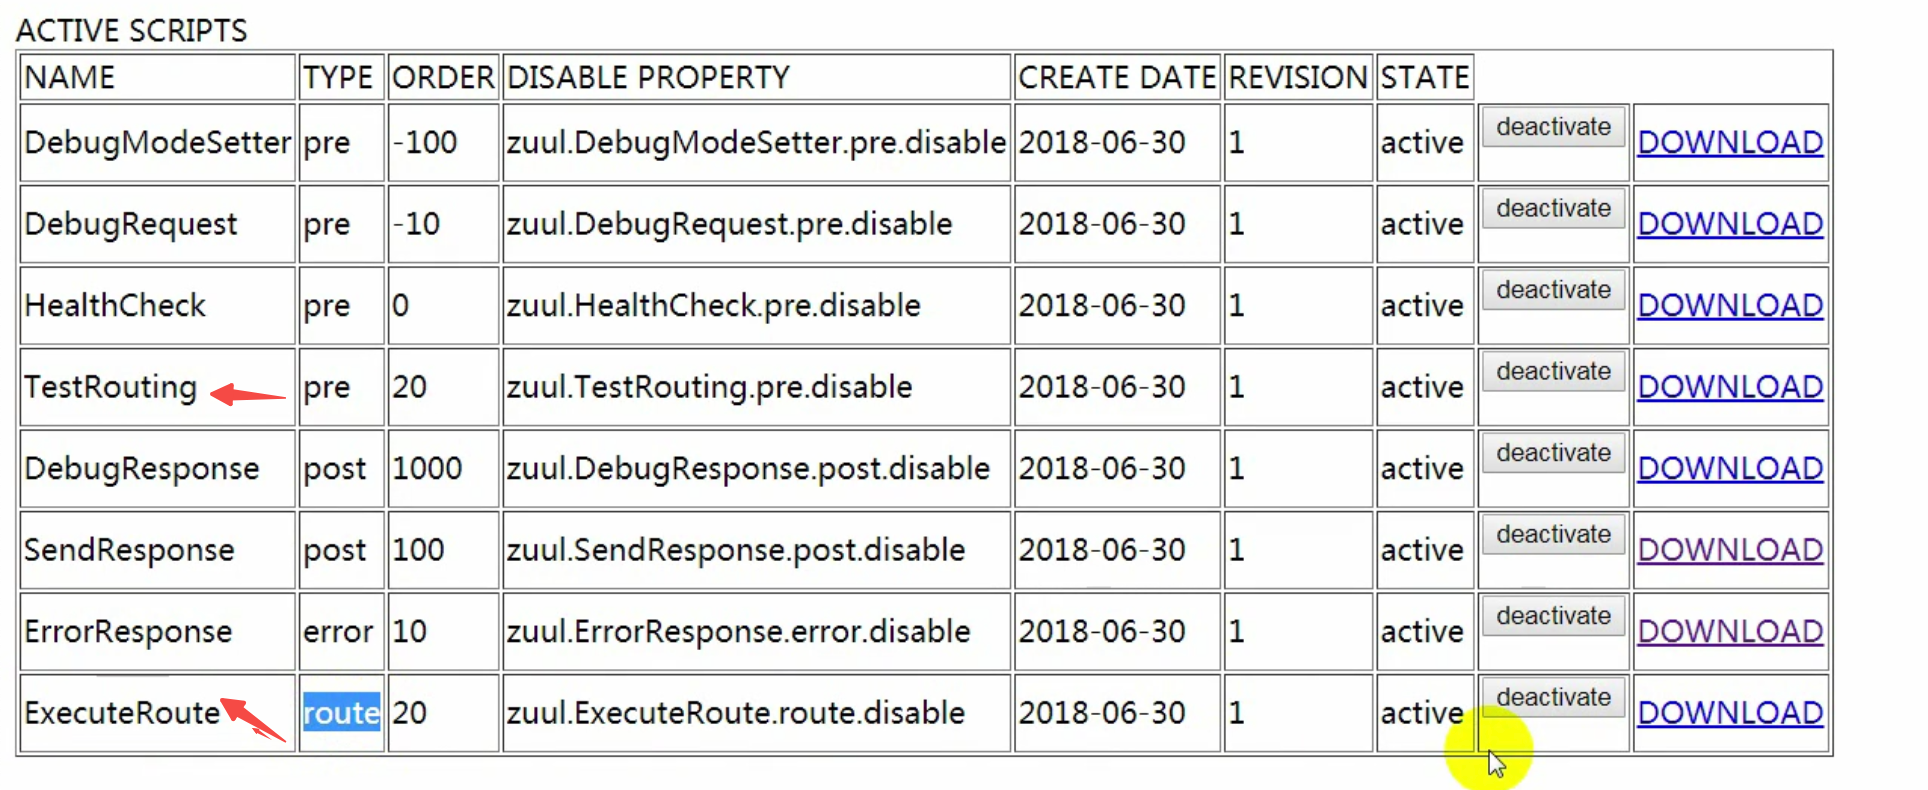 ACTIVE SCRIPTS
NAME TYPE ORDER DISABLE PROPERTY CREATE DATE REVISION STATE
DebugModeSetter pre -100 zuul.DebugModeSetter.pre.disable 2018-06-30 1 active deactivate DOWNLOAD
DebugRequest pre -10 zuul.DebugRequest.pre.disable 2018-06-30 1 active deactivate DOWNLOAD
HealthCheck pre 0 zuul.HealthCheck.pre.disable 2018-06-30 1 active deactivate DOWNLOAD
TestRouting pre 20 zuul.TestRouting.pre.disable 2018-06-30 1 active deactivate DOWNLOAD
DebugResponse post 1000 zuul.DebugResponse.post.disable 2018-06-30 1 active deactivate DOWNLOAD
SendResponse post 100 zuul.SendResponse.post.disable 2018-06-30 1 active deactivate DOWNLOAD
ErrorResponse error 10 zuul.ErrorResponse.error.disable 2018-06-30 1 active deactivate DOWNLOAD
ExecuteRoute route 20 zuul.ExecuteRoute.route.disable 2018-06-30 1 active deactivate DOWNLOAD